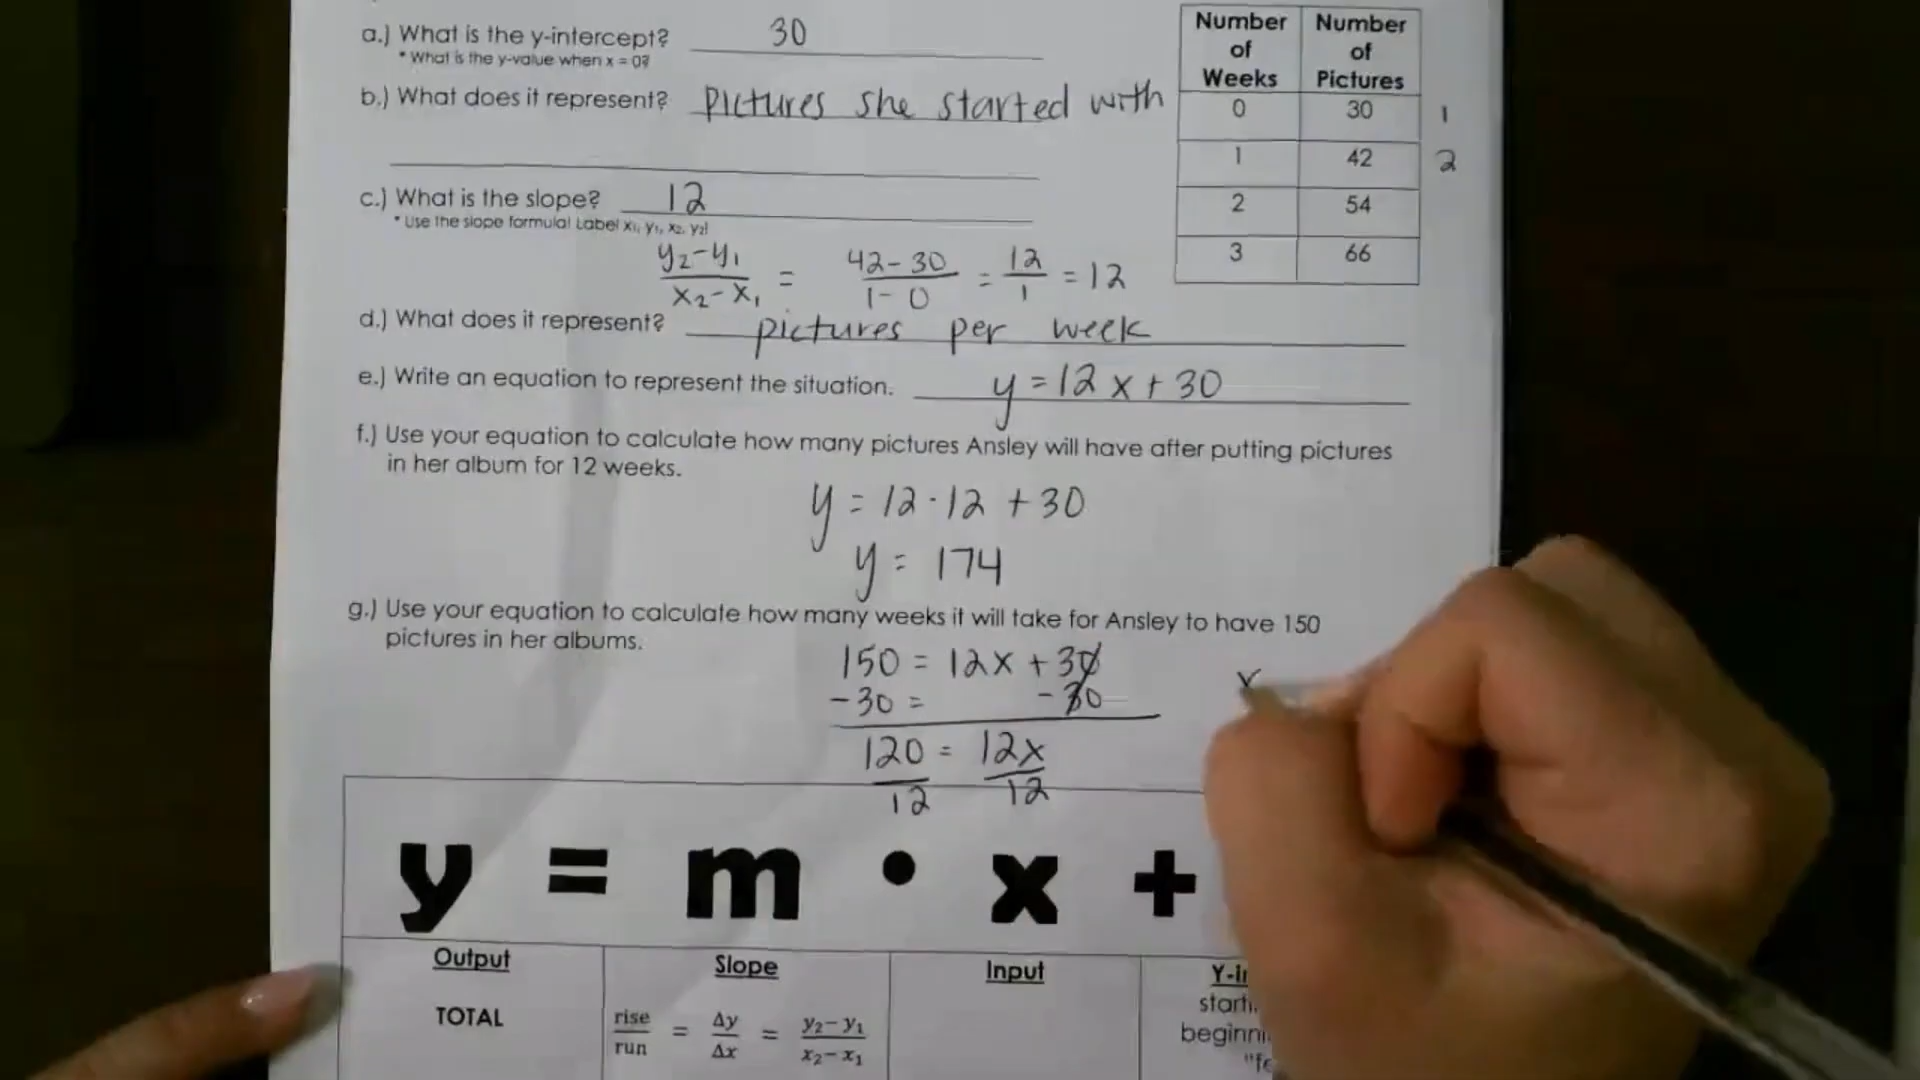 a.) What is the y-intercept? 30
* What is the y-value when x = 0?
b.) What does it represent? pictures she started with
c.) What is the slope? 12
* Use the slope formula! Label x₁, y₁, x₂, y₂!
y₂-y₁ / x₂-x₁ = 42-30 / 1-0 = 12/1 = 12
d.) What does it represent? pictures per week
e.) Write an equation to represent the situation. y = 12x + 30
f.) Use your equation to calculate how many pictures Ansley will have after putting pictures
in her album for 12 weeks.
y = 12 · 12 + 30
y = 174
g.) Use your equation to calculate how many weeks it will take for Ansley to have 150
pictures in her albums.
150 = 12x + 30
-30 = -30
120 = 12x
12 12
x
Number of Weeks Number of Pictures
0 30 1
1 42 2
2 54
3 66
y = m • x +
Output Slope Input
TOTAL
rise/run = Δy/Δx = y₂-y₁ / x₂-x₁